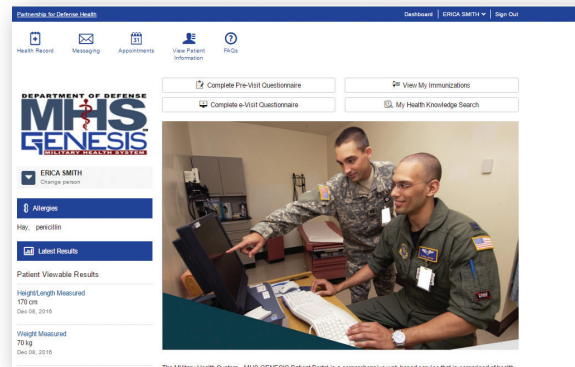 Partnership for Defense Health
Dashboard
ERICA SMITH
Sign Out
Health Record
Messaging
31
Appointments
View Patient
Information
?
FAQs
Complete Pre-Visit Questionnaire
View My Immunizations
Complete e-Visit Questionnaire
My Health Knowledge Search
DEPARTMENT OF DEFENSE
MHS
GENESIS
MILITARY HEALTH SYSTEM
ERICA SMITH
Change person
Allergies
Hay, penicillin
Latest Results
Patient Viewable Results
Height/Length Measured
170 cm
Dec 08, 2016
Weight Measured
70 kg
Dec 08, 2016